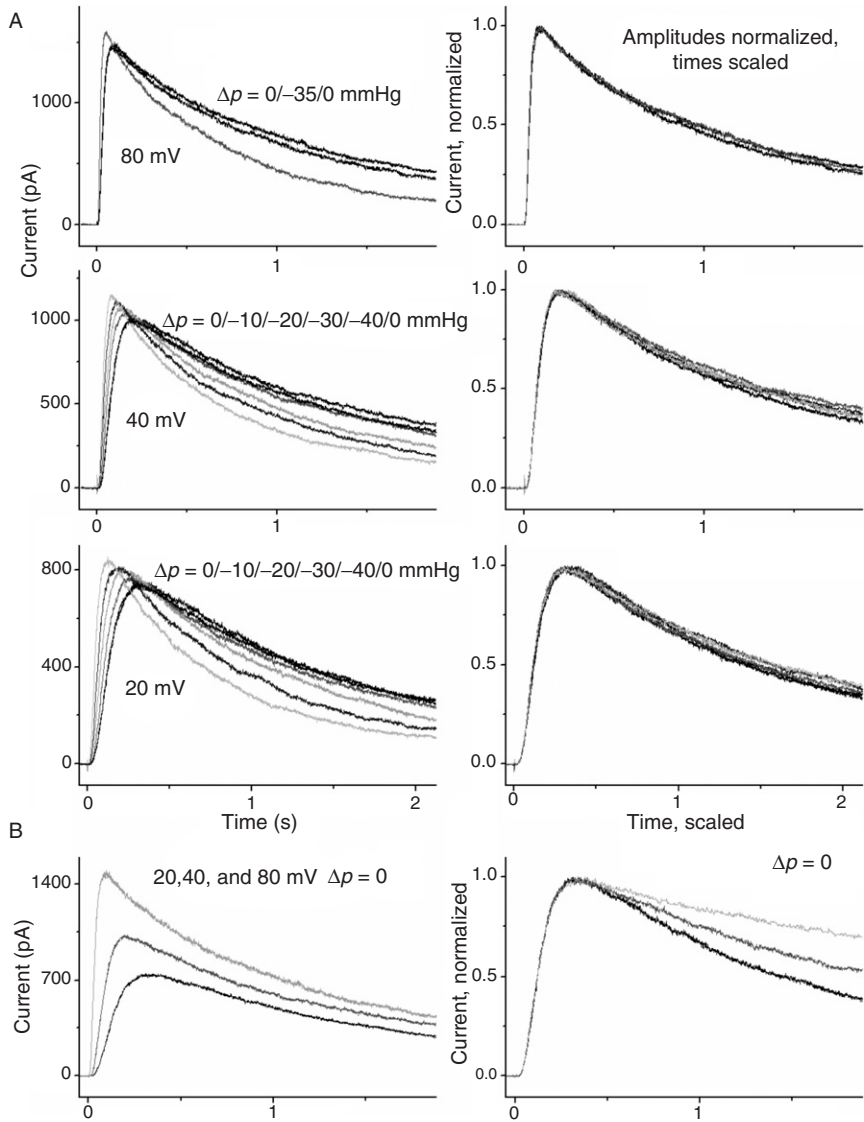 A
Current (pA)
1000
0
Δp = 0/–35/0 mmHg
80 mV
0
1
Current, normalized
1.0
0.5
0.0
Amplitudes normalized,
times scaled
0
1
1000
500
0
Δp = 0/–10/–20/–30/–40/0 mmHg
40 mV
0
1
1.0
0.5
0.0
0
1
800
400
0
Δp = 0/–10/–20/–30/–40/0 mmHg
20 mV
0
1
2
Time (s)
1.0
0.5
0.0
0
1
2
Time, scaled
B
Current (pA)
1400
700
0
20,40, and 80 mV Δp = 0
0
1
Current, normalized
1.0
0.5
0.0
Δp = 0
0
1